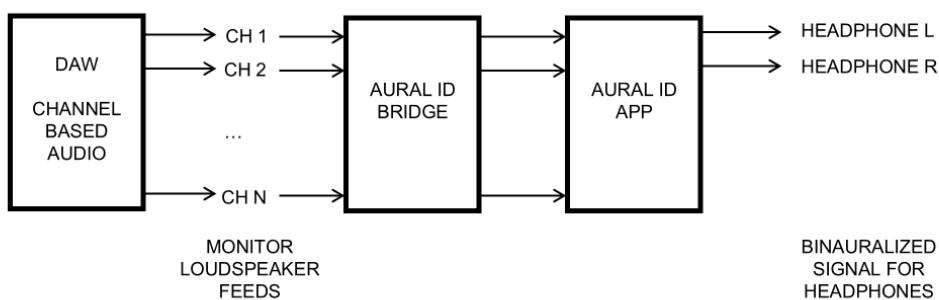 DAW
CHANNEL
BASED
AUDIO
CH 1
CH 2
...
CH N
AURAL ID
BRIDGE
AURAL ID
APP
HEADPHONE L
HEADPHONE R
MONITOR
LOUDSPEAKER
FEEDS
BINAURALIZED
SIGNAL FOR
HEADPHONES